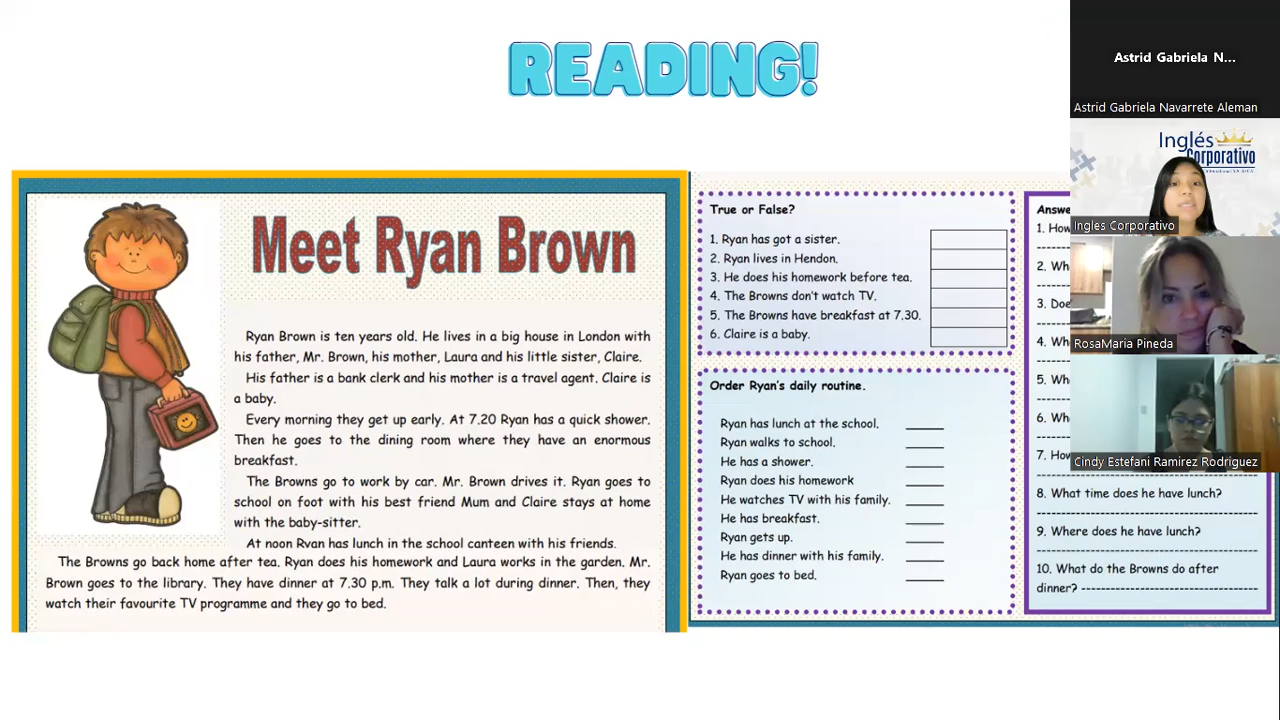 READING!
Meet Ryan Brown
Ryan Brown is ten years old. He lives in a big house in London with
his father, Mr. Brown, his mother, Laura and his little sister, Claire.
His father is a bank clerk and his mother is a travel agent. Claire is
a baby.
Every morning they get up early. At 7.20 Ryan has a quick shower.
Then he goes to the dining room where they have an enormous
breakfast.
The Browns go to work by car. Mr. Brown drives it. Ryan goes to
school on foot with his best friend Mum and Claire stays at home
with the baby-sitter.
At noon Ryan has lunch in the school canteen with his friends.
The Browns go back home after tea. Ryan does his homework and Laura works in the garden. Mr.
Brown goes to the library. They have dinner at 7.30 p.m. They talk a lot during dinner. Then, they
watch their favourite TV programme and they go to bed.
True or False?
1. Ryan has got a sister.
2. Ryan lives in Hendon.
3. He does his homework before tea.
4. The Browns don't watch TV.
5. The Browns have breakfast at 7.30.
6. Claire is a baby.
Order Ryan's daily routine.
Ryan has lunch at the school.
Ryan walks to school.
He has a shower.
Ryan does his homework
He watches TV with his family.
He has breakfast.
Ryan gets up.
He has dinner with his family.
Ryan goes to bed.
Answe
1. How
2. Wh
3. Doe
4. Wh
5. Whe
6. Whe
7. How
8. What time does he have lunch?
9. Where does he have lunch?
10. What do the Browns do after
dinner?
Astrid Gabriela N...
Astrid Gabriela Navarrete Aleman
Inglés
Corporativo
Ingles Corporativo
RosaMaria Pineda
Cindy Estefani Ramirez Rodriguez